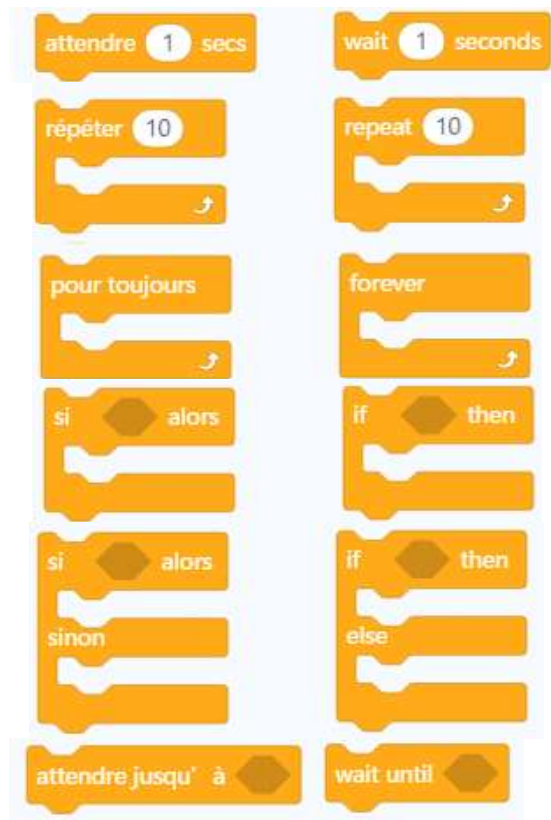 attendre 1 secs
wait 1 seconds
répéter 10
repeat 10
pour toujours
forever
si alors
if then
si alors
sinon
if then
else
attendre jusqu' à
wait until